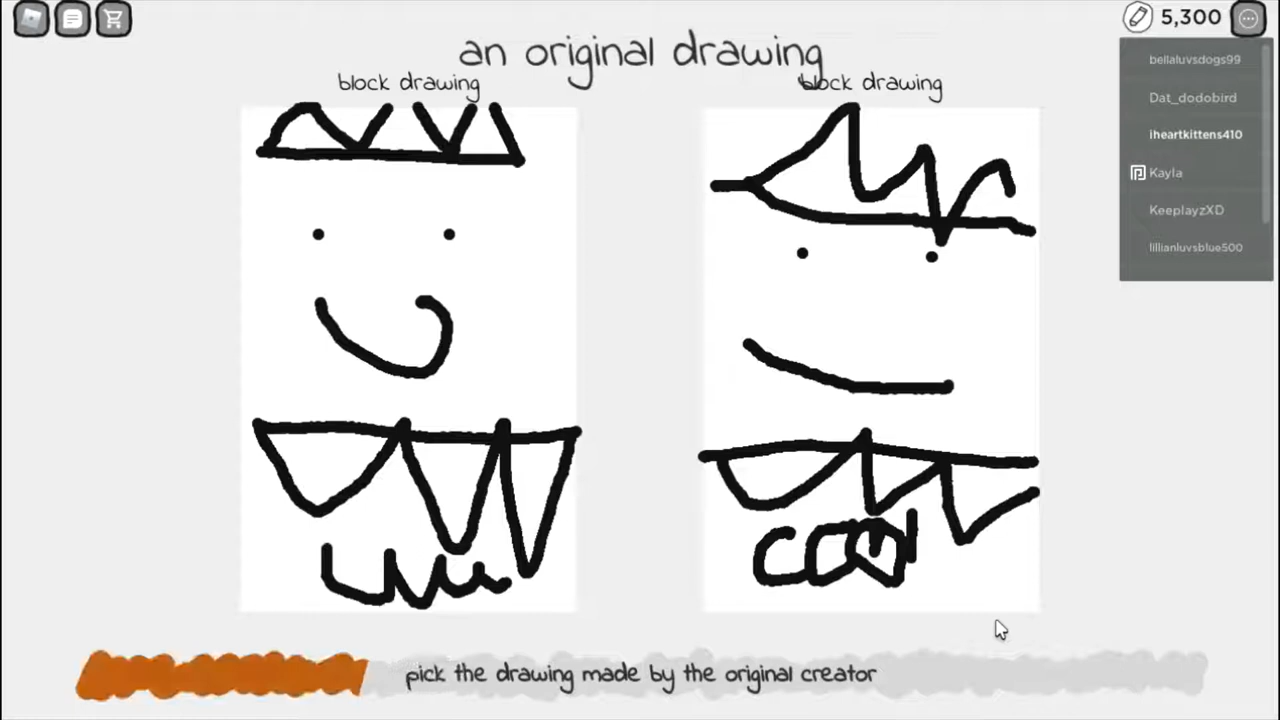 5,300
an original drawing
block drawing
block drawing
bellaluvsdogs99
Dat_dodobird
iheartkittens410
Kayla
KeeplayzXD
lillianluvsblue500
cool
pick the drawing made by the original creator